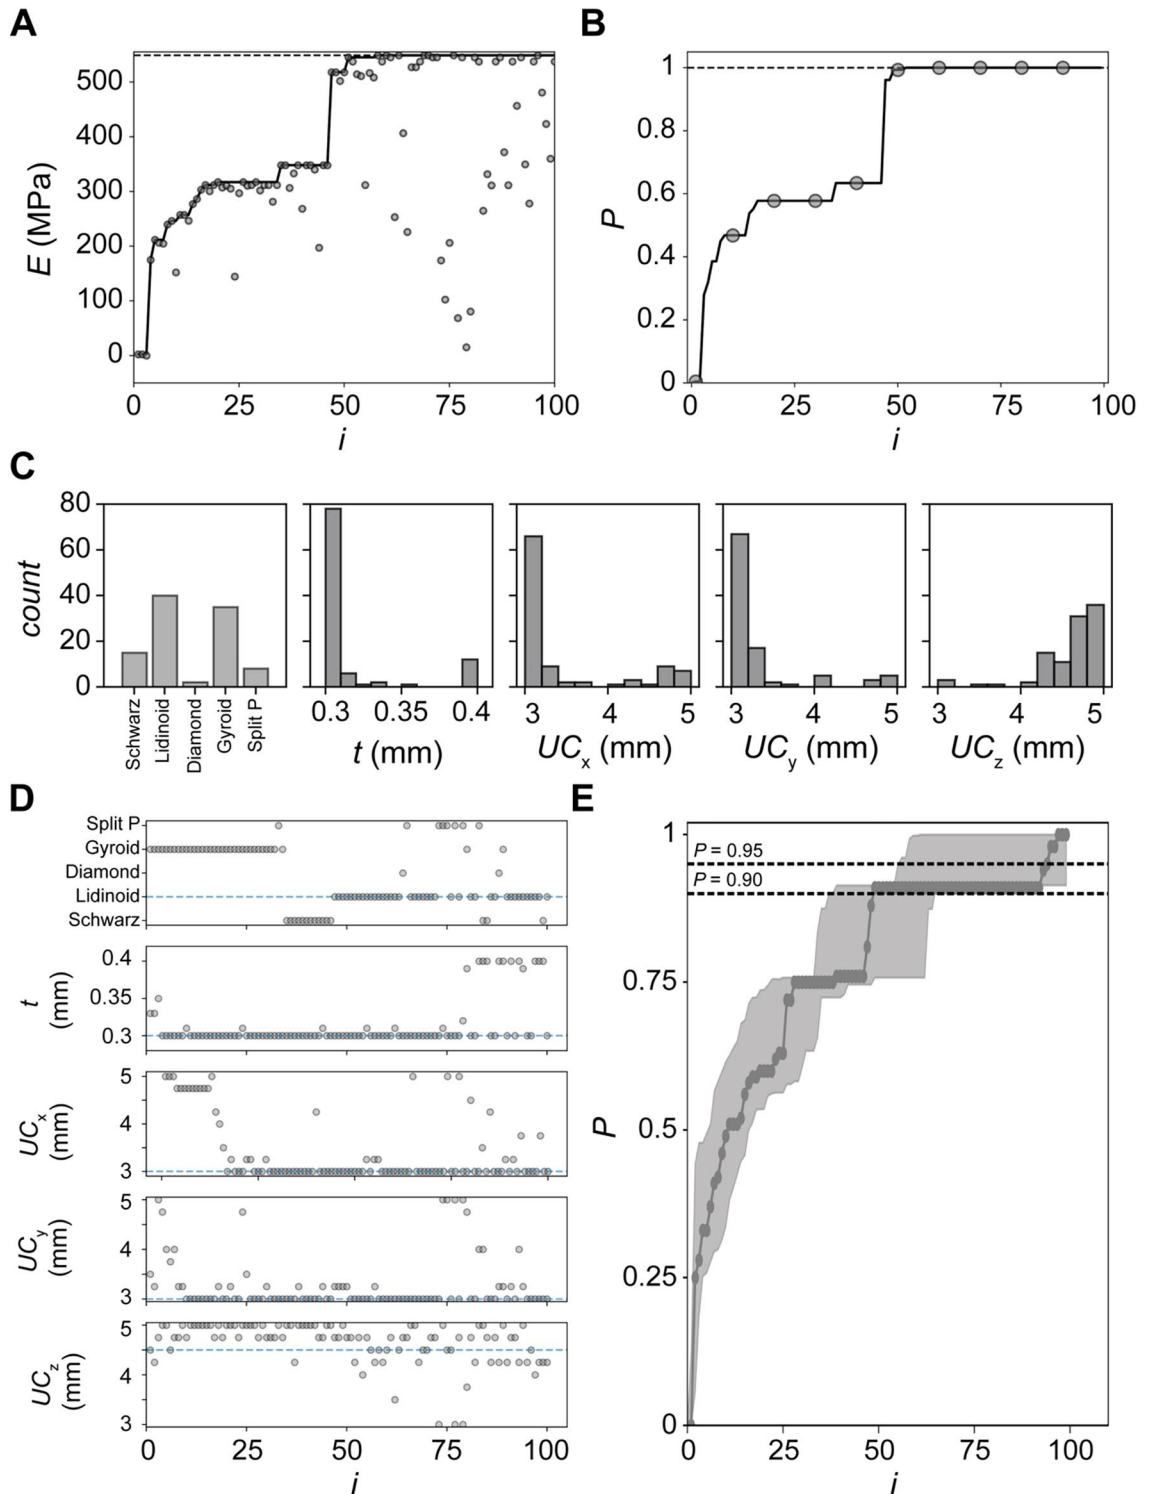 A
B
E (MPa)
500
400
300
200
100
0
0 25 50 75 100
i
P
1
0.8
0.6
0.4
0.2
0
0 25 50 75 100
i
C
count
80
60
40
20
0
Schwarz
Lidinoid
Diamond
Gyroid
Split P
0.3 0.35 0.4
t (mm)
3 4 5
UCx (mm)
3 4 5
UCy (mm)
3 4 5
UCz (mm)
D
Split P
Gyroid
Diamond
Lidinoid
Schwarz
t
(mm)
0.4
0.35
0.3
UCx
(mm)
5
4
3
UCy
(mm)
5
4
3
UCz
(mm)
5
4
3
0 25 50 75 100
i
E
P
1
0.75
0.5
0.25
0
P = 0.95
P = 0.90
0 25 50 75 100
i